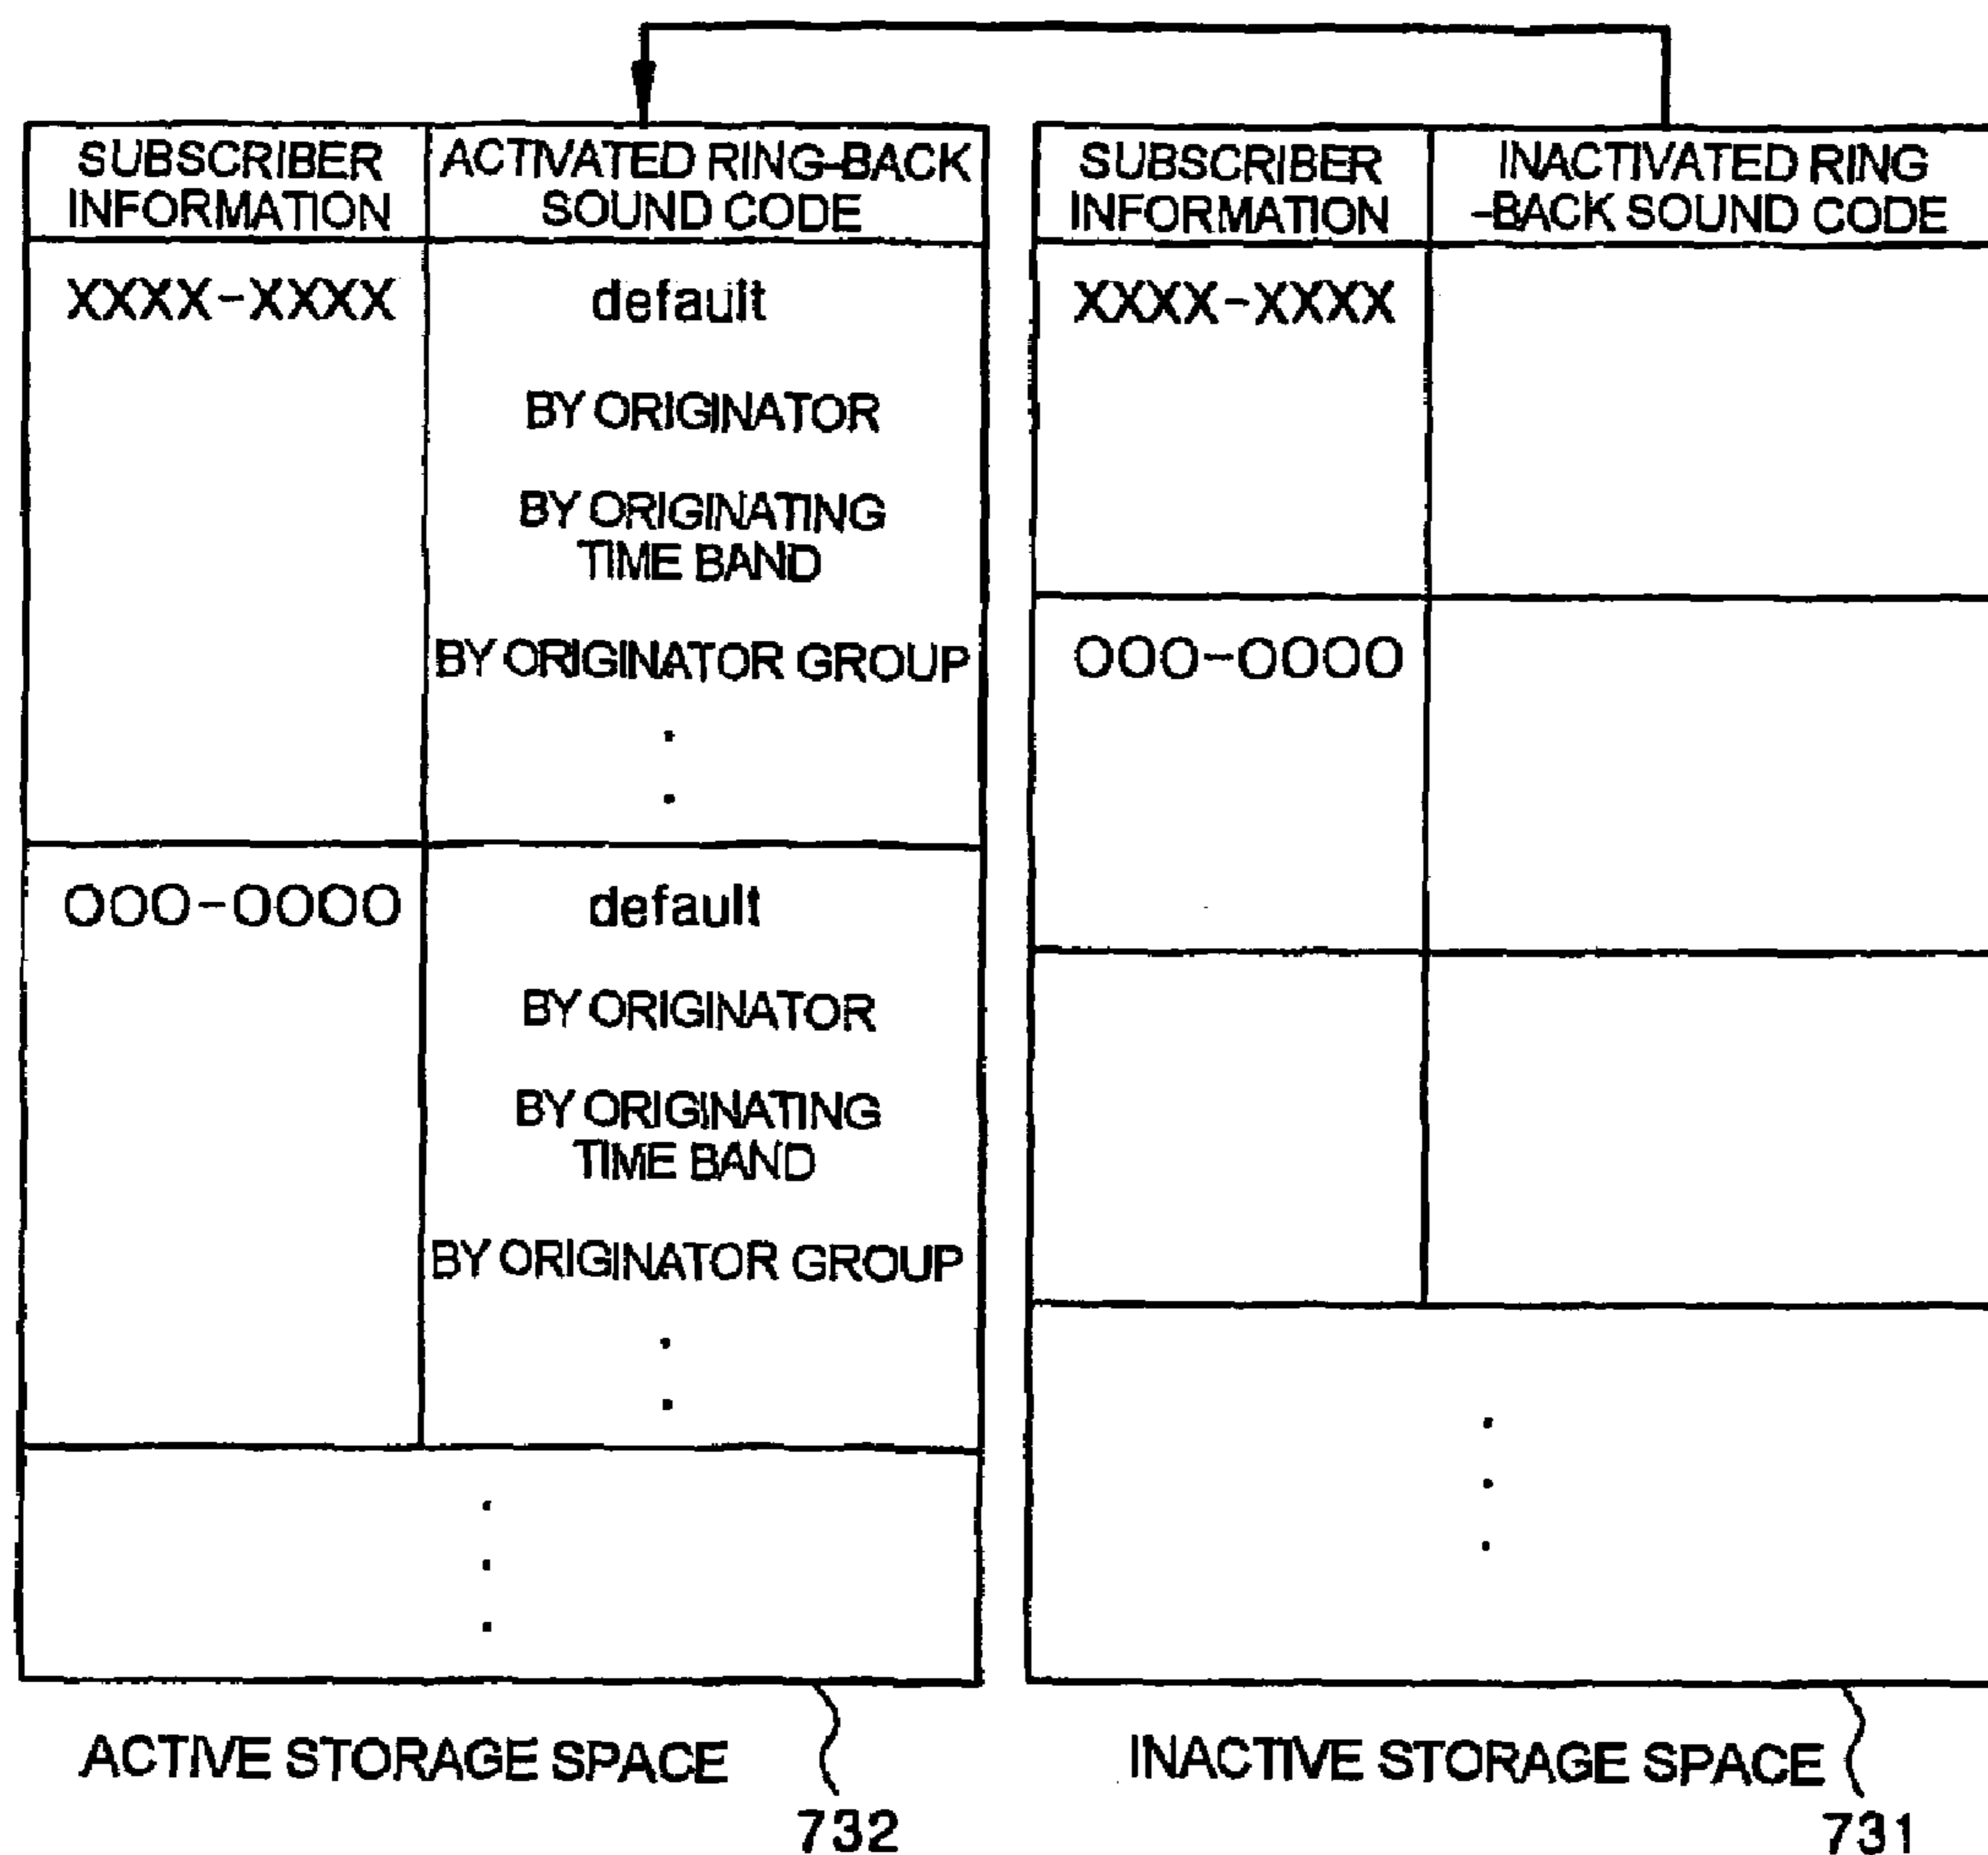 SUBSCRIBER
INFORMATION
ACTIVATED RING-BACK
SOUND CODE
XXXX-XXXX
default
BY ORIGINATOR
BY ORIGINATING
TIME BAND
BY ORIGINATOR GROUP
OOO-OOOO
default
BY ORIGINATOR
BY ORIGINATING
TIME BAND
BY ORIGINATOR GROUP
ACTIVE STORAGE SPACE
732
SUBSCRIBER
INFORMATION
INACTIVATED RING
-BACK SOUND CODE
XXXX-XXXX
OOO-OOOO
INACTIVE STORAGE SPACE
731